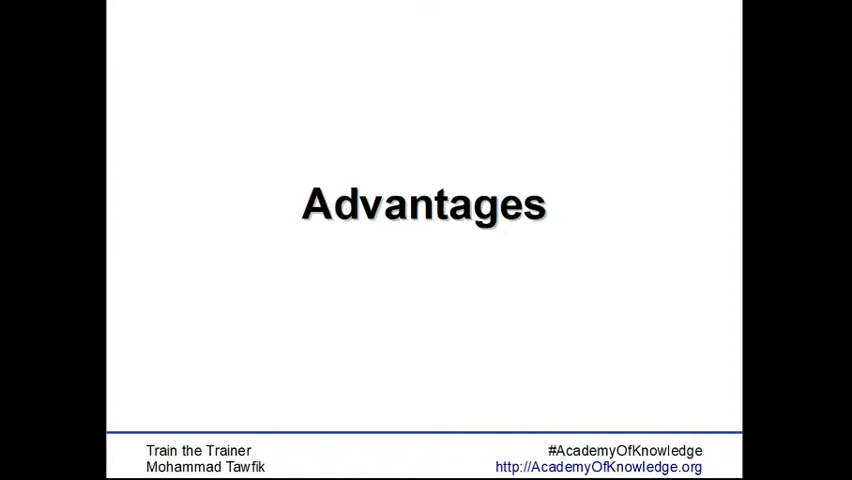 Advantages
Train the Trainer
Mohammad Tawfik
#AcademyOfKnowledge
http://AcademyOfKnowledge.org